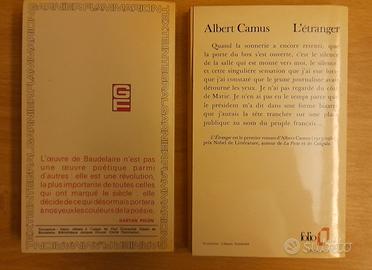 GARNIER FLAMMARION TEXTE INTEGRAL
GF
L'œuvre de Baudelaire n'est pas
une œuvre poétique parmi
d'autres : elle est une révolution,
la plus importante de toutes celles
qui ont marqué le siècle : elle
décide de ce qui désormais portera
à nos yeux les couleurs de la poésie.
GAETAN PICON
Albert Camus L'étranger
Quand la sonnerie a encore retenti, que
la porte du box s'est ouverte, c'est le silence
de la salle qui est monté vers moi, le silence,
et cette singulière sensation que j'ai eue lorsque
j'ai constaté que le jeune journaliste avait
détourné les yeux. Je n'ai pas regardé du côté
de Marie. Je n'en ai pas eu le temps parce que
le président m'a dit dans une forme bizarre
que j'aurais la tête tranchée sur une place
publique au nom du peuple français...
L'Étranger est le premier roman d'Albert Camus
prix Nobel de Littérature, auteur de La Peste et de Caligula.
folio
subito